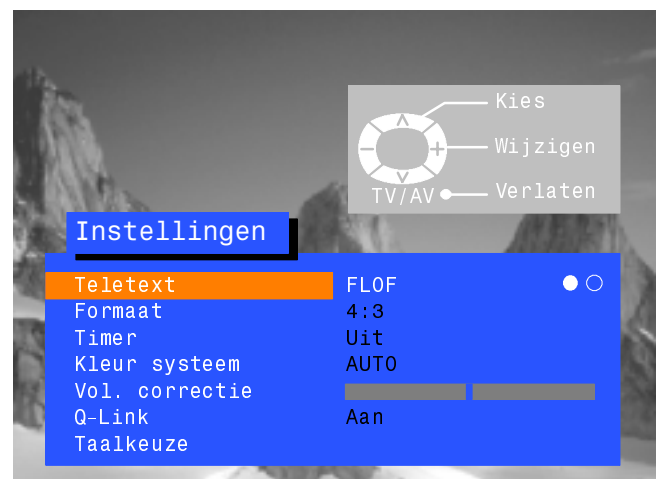 Kies
Wijzigen
TV/AV Verlaten
Instellingen
Teletext FLOF
Formaat 4:3
Timer Uit
Kleur systeem AUTO
Vol. correctie
Q-Link Aan
Taalkeuze